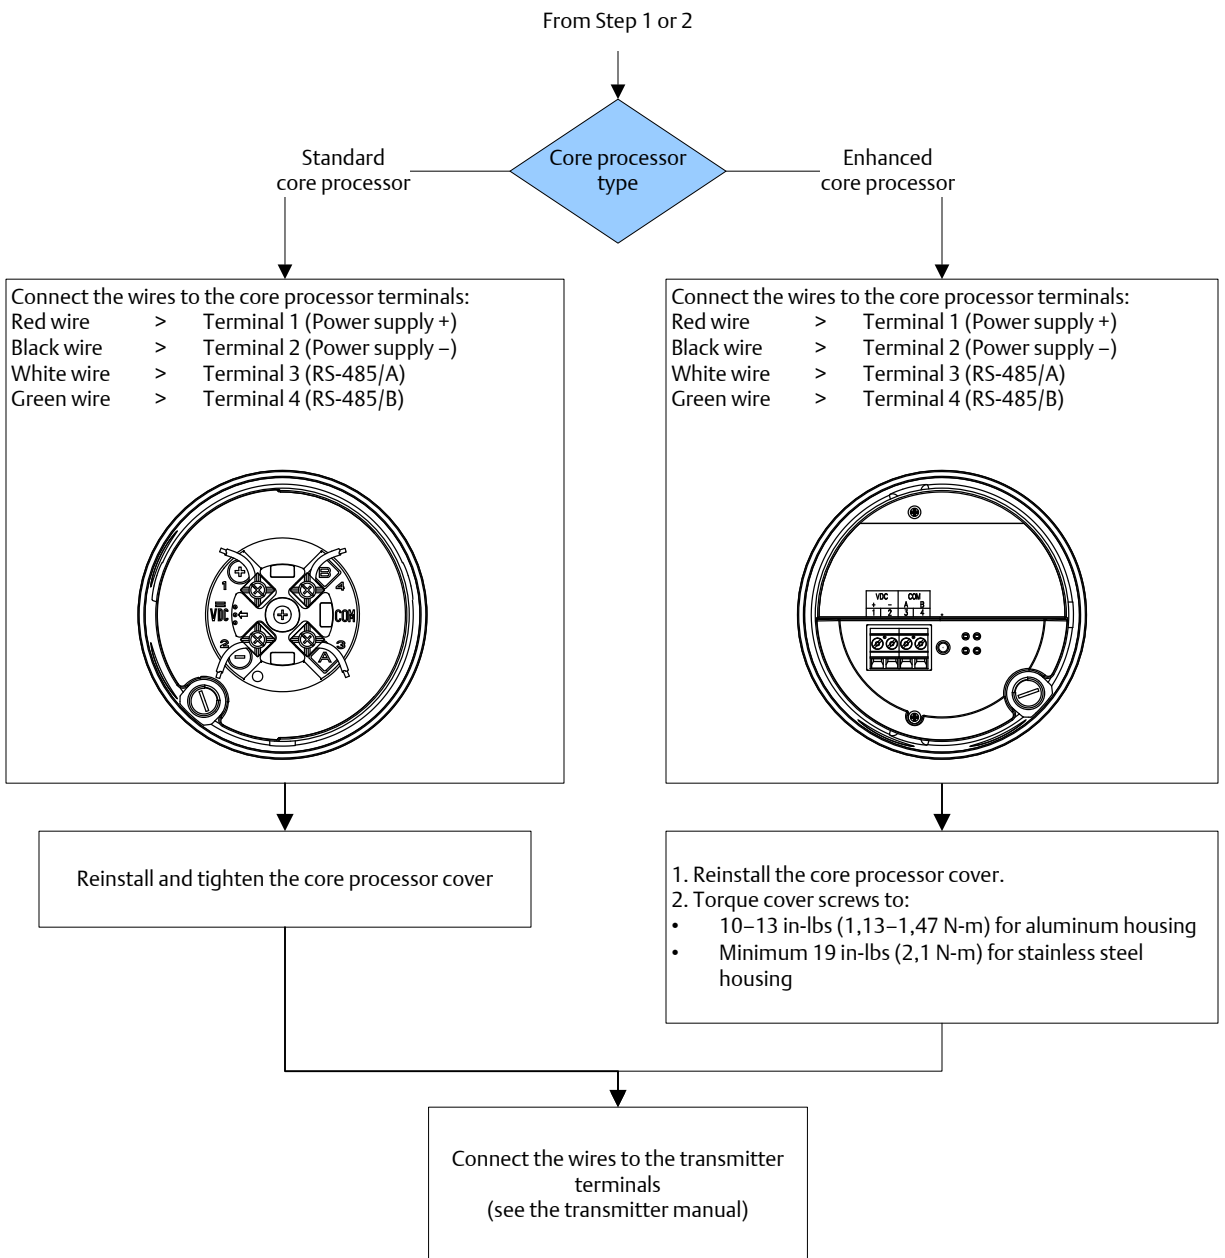 From Step 1 or 2
Core processor
type
Standard
core processor
Enhanced
core processor
Connect the wires to the core processor terminals:
Red wire > Terminal 1 (Power supply +)
Black wire > Terminal 2 (Power supply –)
White wire > Terminal 3 (RS-485/A)
Green wire > Terminal 4 (RS-485/B)
+ B
1 4
VDC + COM
2 3
– A
Connect the wires to the core processor terminals:
Red wire > Terminal 1 (Power supply +)
Black wire > Terminal 2 (Power supply –)
White wire > Terminal 3 (RS-485/A)
Green wire > Terminal 4 (RS-485/B)
VDC COM
+ - A B
1 2 3 4
Reinstall and tighten the core processor cover
1. Reinstall the core processor cover.
2. Torque cover screws to:
• 10–13 in-lbs (1,13–1,47 N-m) for aluminum housing
• Minimum 19 in-lbs (2,1 N-m) for stainless steel
housing
Connect the wires to the transmitter
terminals
(see the transmitter manual)